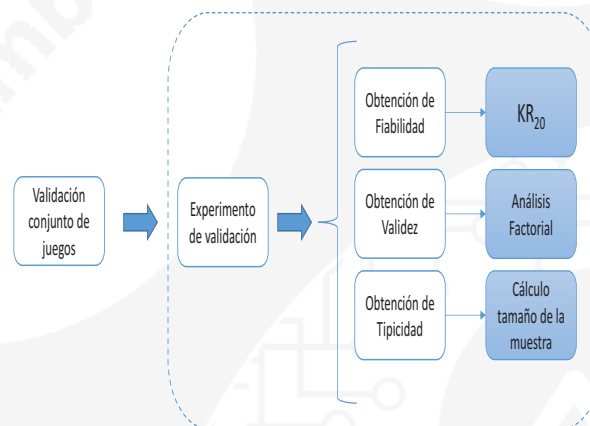 Validación
conjunto de
juegos
Experimento
de validación
Obtención de
Fiabilidad
KR20
Obtención de
Validez
Análisis
Factorial
Obtención de
Tipicidad
Cálculo
tamaño de la
muestra